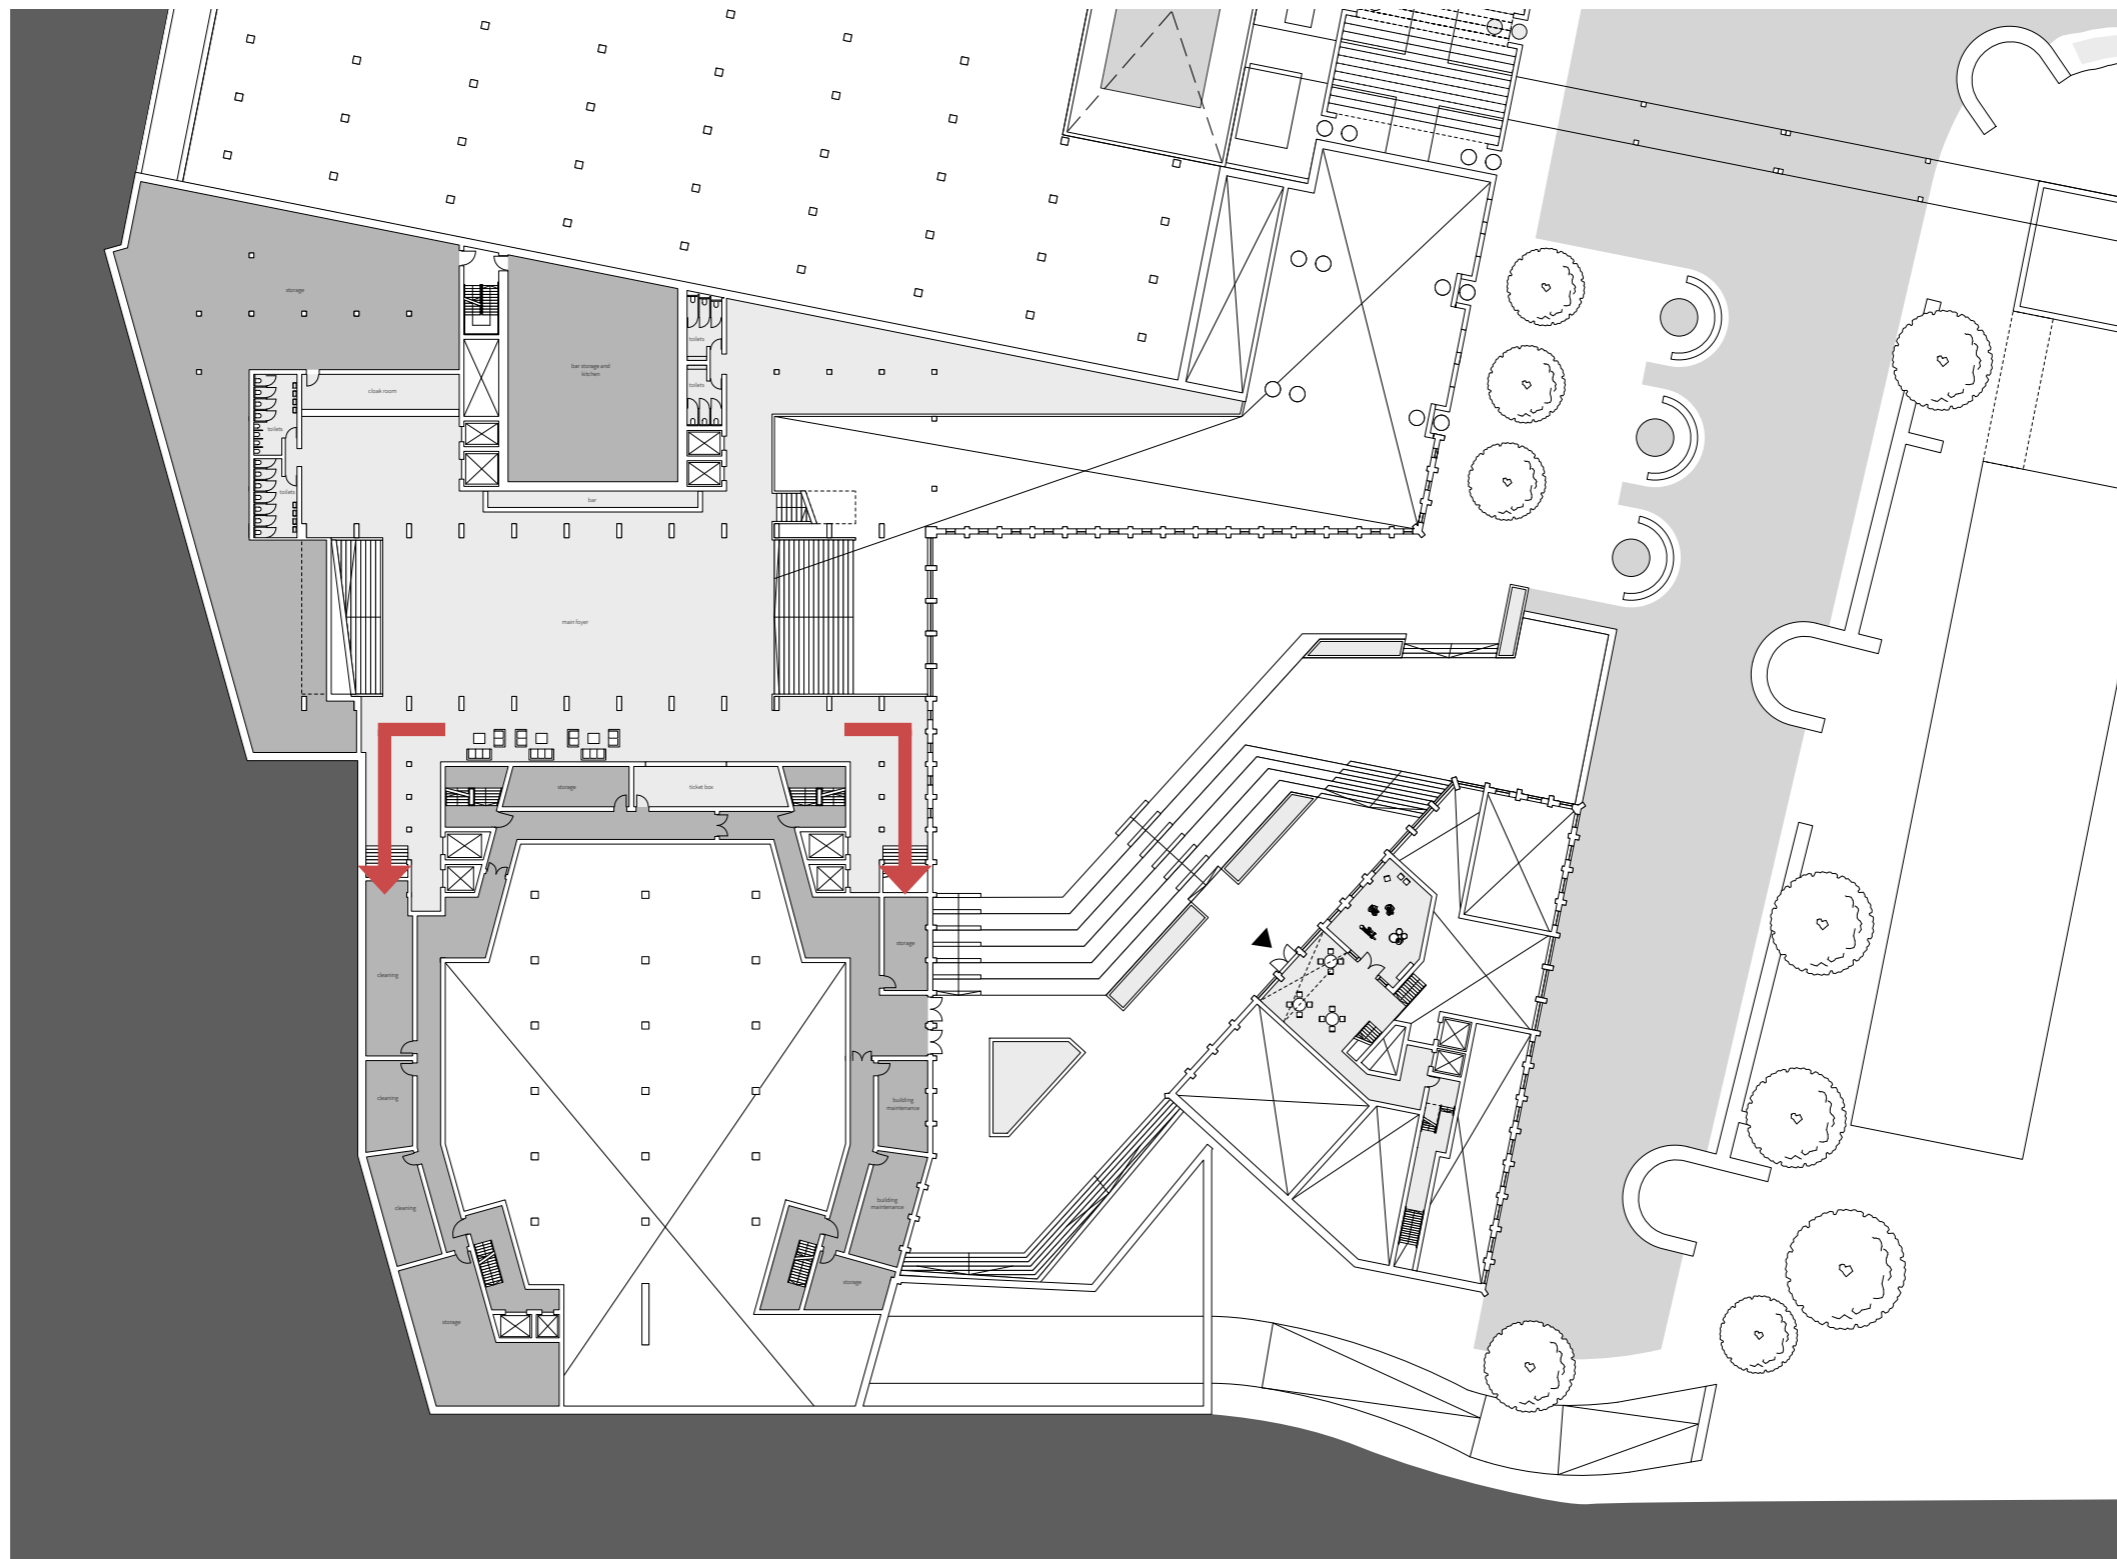 storage
bar storage and
kitchen
toilets
toilets
cloak room
toilets
toilets
bar
main foyer
storage
ticket box
storage
cleaning
cleaning
building
maintenance
cleaning
building
maintenance
storage
storage